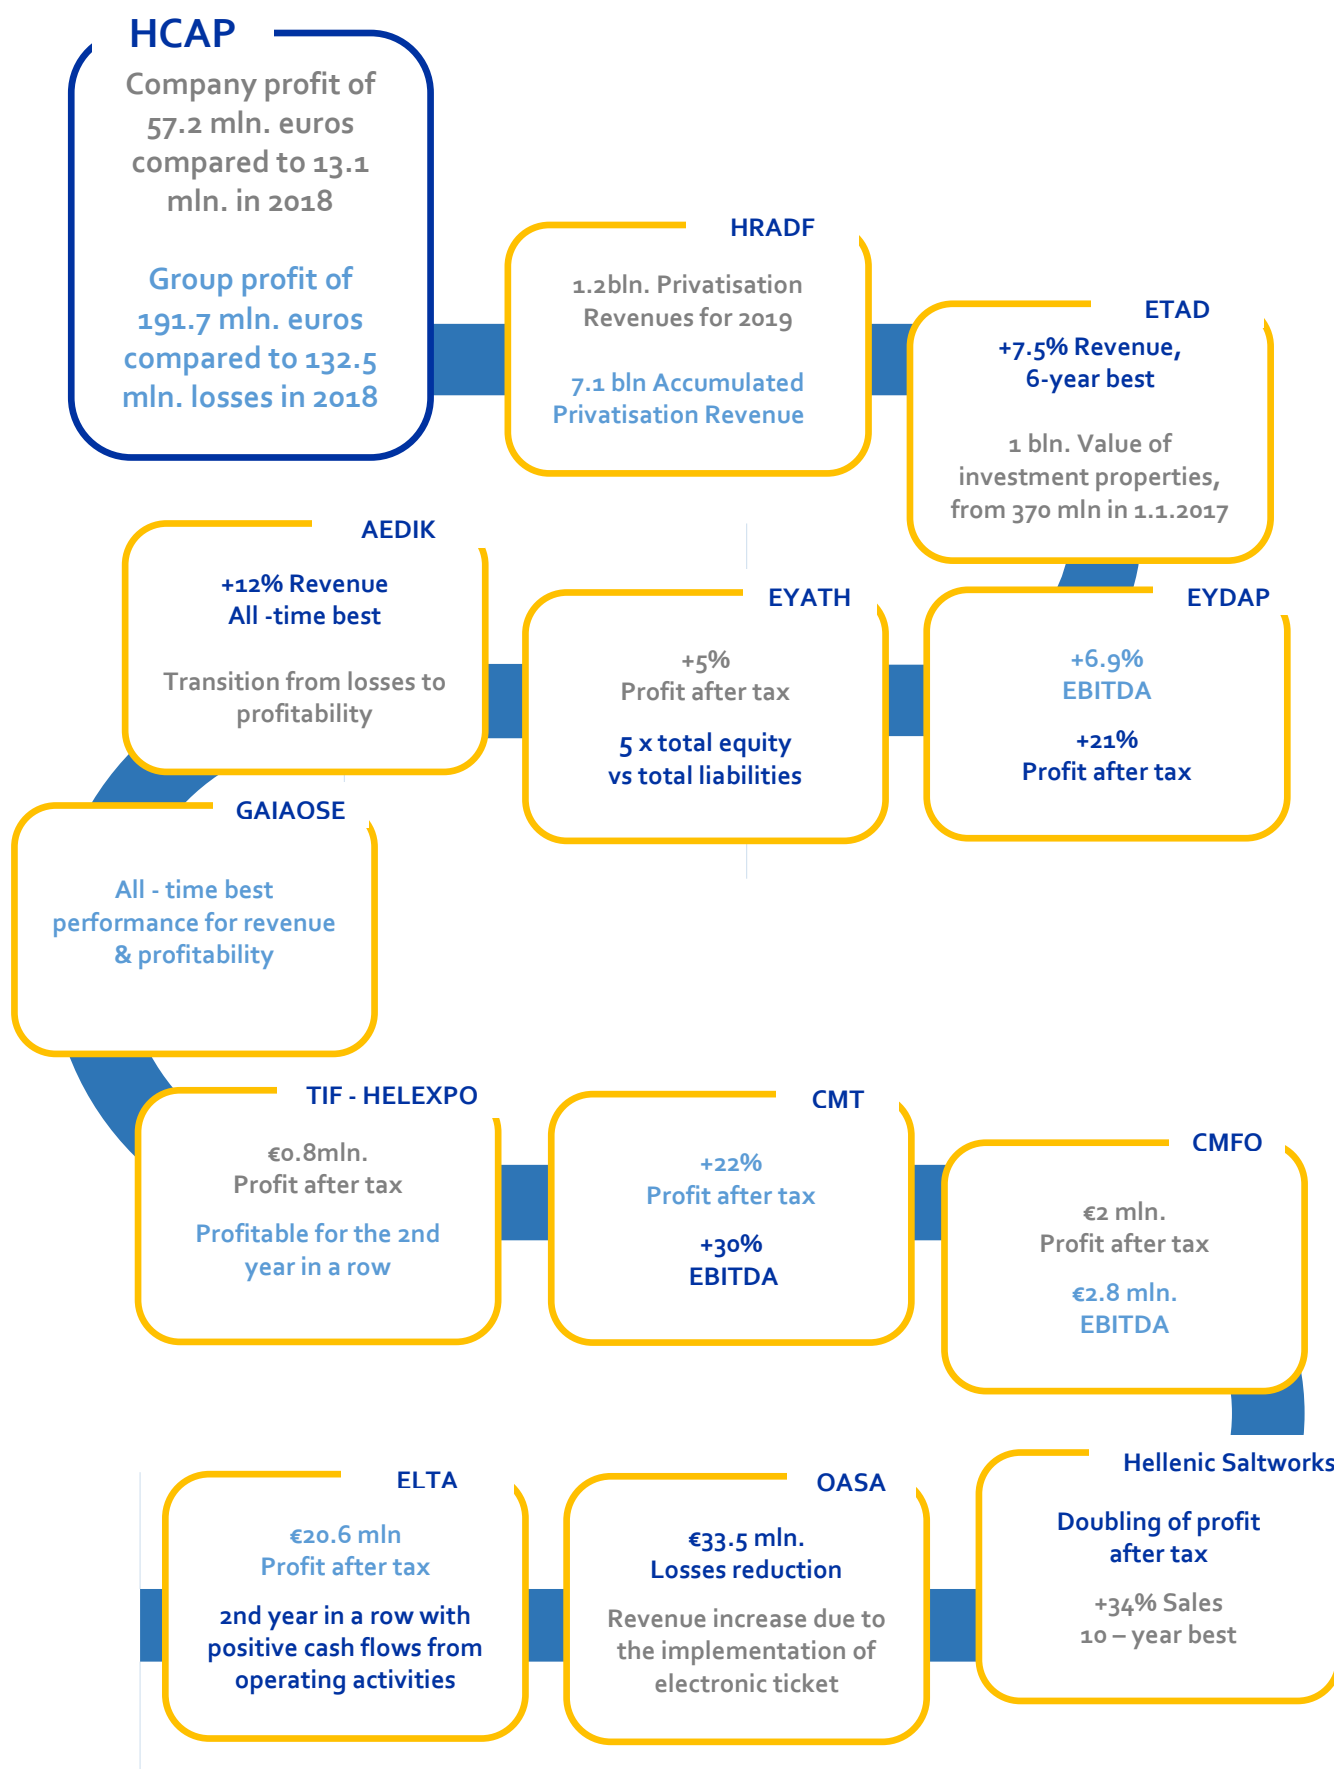 HCAP
Company profit of
57.2 mln. euros
compared to 13.1
mln. in 2018
Group profit of
191.7 mln. euros
compared to 132.5
mln. losses in 2018
HRADF
1.2bln. Privatisation
Revenues for 2019
7.1 bln Accumulated
Privatisation Revenue
ETAD
+7.5% Revenue,
6-year best
1 bln. Value of
investment properties,
from 370 mln in 1.1.2017
AEDIK
+12% Revenue
All -time best
Transition from losses to
profitability
EYATH
+5%
Profit after tax
5 x total equity
vs total liabilities
EYDAP
+6.9%
EBITDA
+21%
Profit after tax
GAIAOSE
All - time best
performance for revenue
& profitability
TIF - HELEXPO
€0.8mln.
Profit after tax
Profitable for the 2nd
year in a row
CMT
+22%
Profit after tax
+30%
EBITDA
CMFO
€2 mln.
Profit after tax
€2.8 mln.
EBITDA
ELTA
€20.6 mln
Profit after tax
2nd year in a row with
positive cash flows from
operating activities
OASA
€33.5 mln.
Losses reduction
Revenue increase due to
the implementation of
electronic ticket
Hellenic Saltworks
Doubling of profit
after tax
+34% Sales
10 – year best